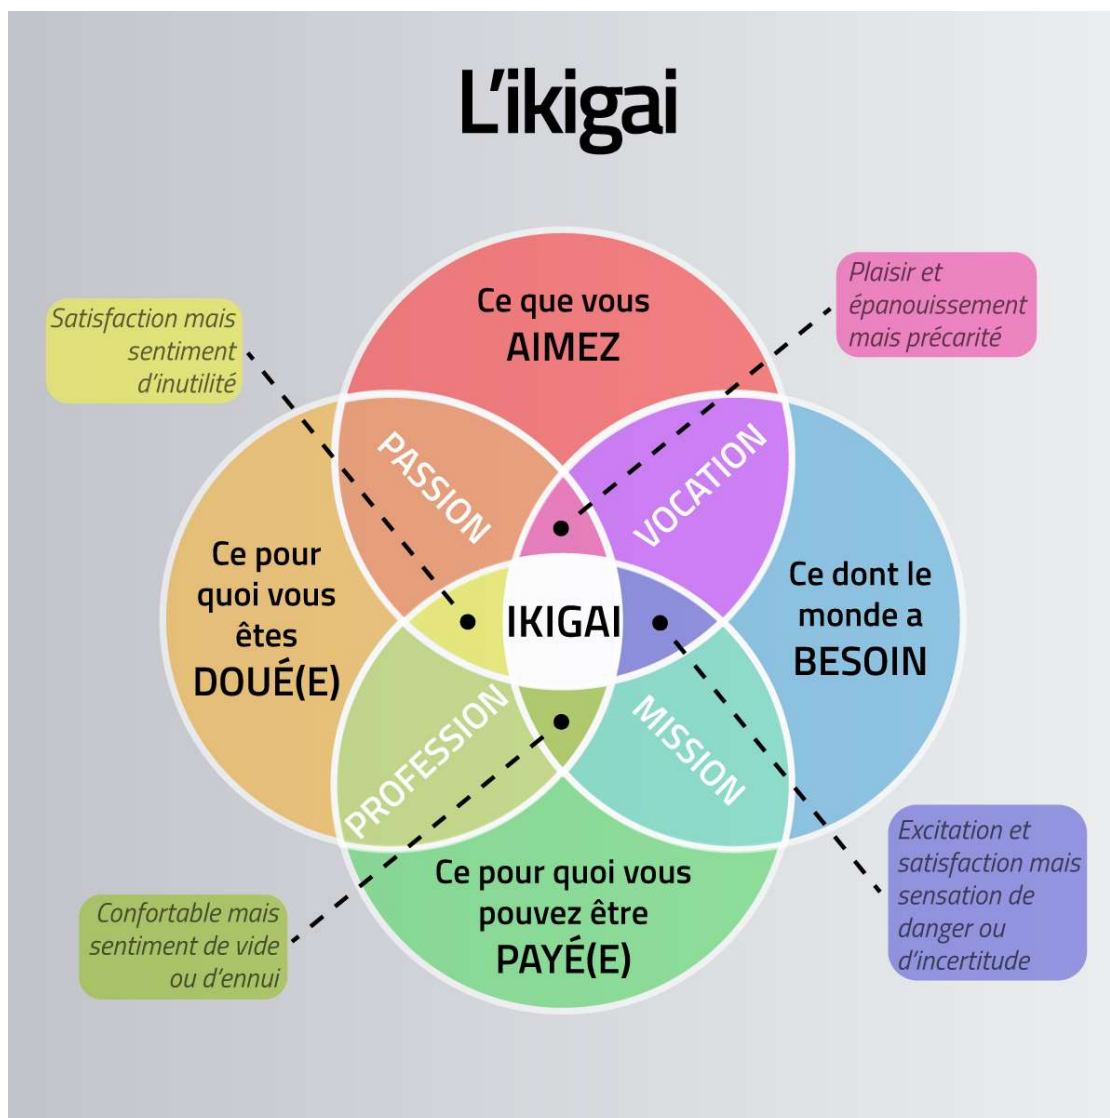 L'ikigai
Ce que vous
AIMEZ
Plaisir et
épanouissement
mais précarité
Satisfaction mais
sentiment
d'inutilité
PASSION
VOCATION
Ce pour
quoi vous
êtes
DOUÉ(E)
IKIGAI
Ce dont le
monde a
BESOIN
PROFESSION
MISSION
Ce pour quoi vous
pouvez être
PAYÉ(E)
Confortable mais
sentiment de vide
ou d'ennui
Excitation et
satisfaction mais
sensation de
danger ou
d'incertitude